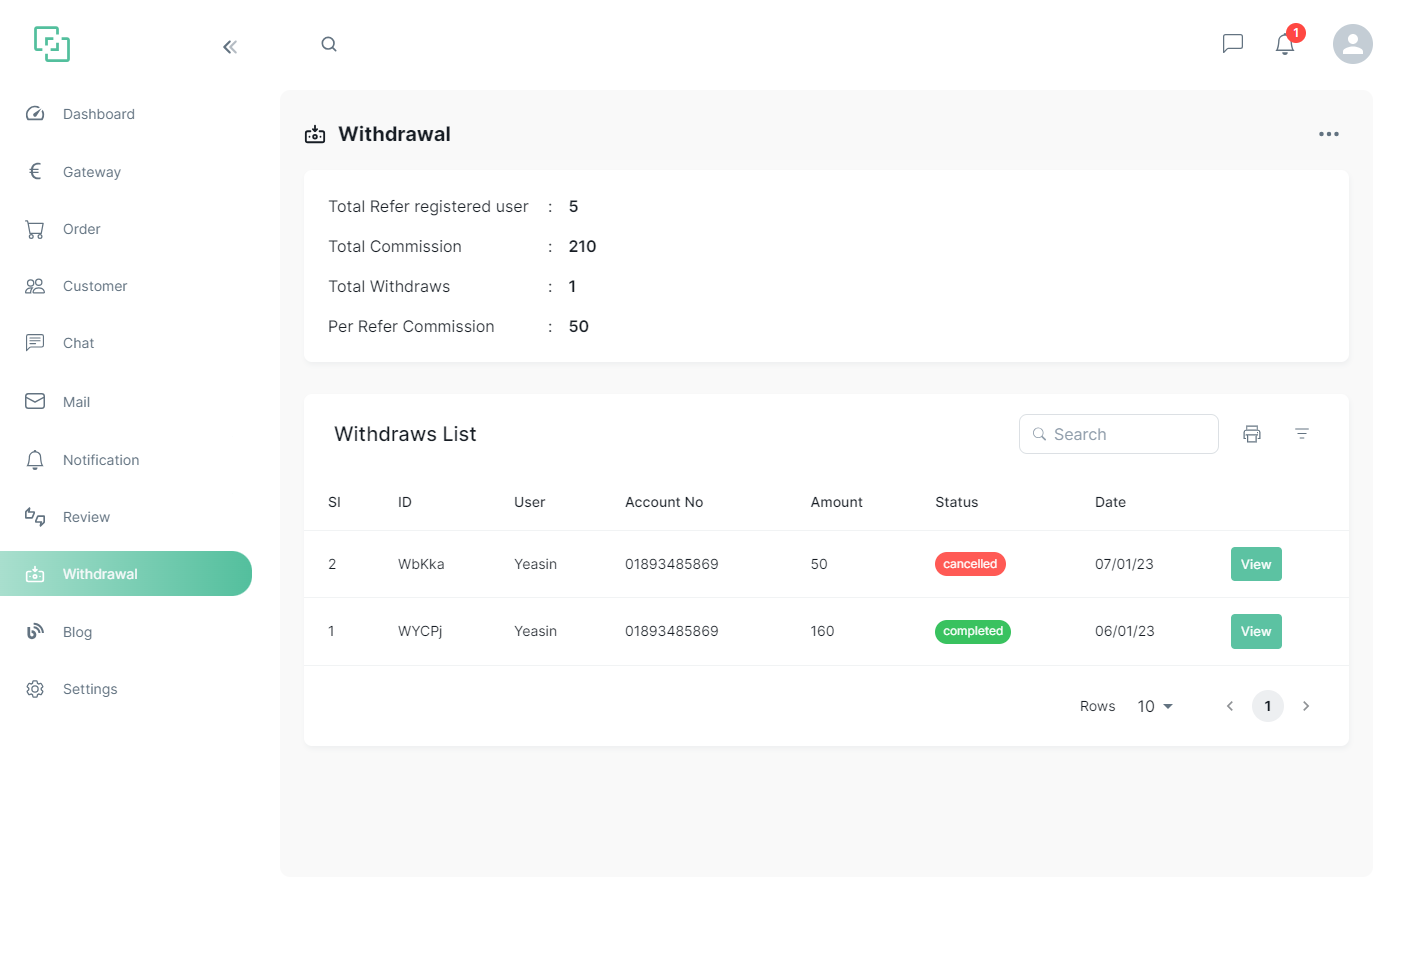 1
Dashboard
Gateway
Order
Customer
Chat
Mail
Notification
Review
Withdrawal
Blog
Settings
Withdrawal
Total Refer registered user : 5
Total Commission : 210
Total Withdraws : 1
Per Refer Commission : 50
Withdraws List
Search
Sl ID User Account No Amount Status Date
2 WbKka Yeasin 01893485869 50 cancelled 07/01/23 View
1 WYCPj Yeasin 01893485869 160 completed 06/01/23 View
Rows 10 1